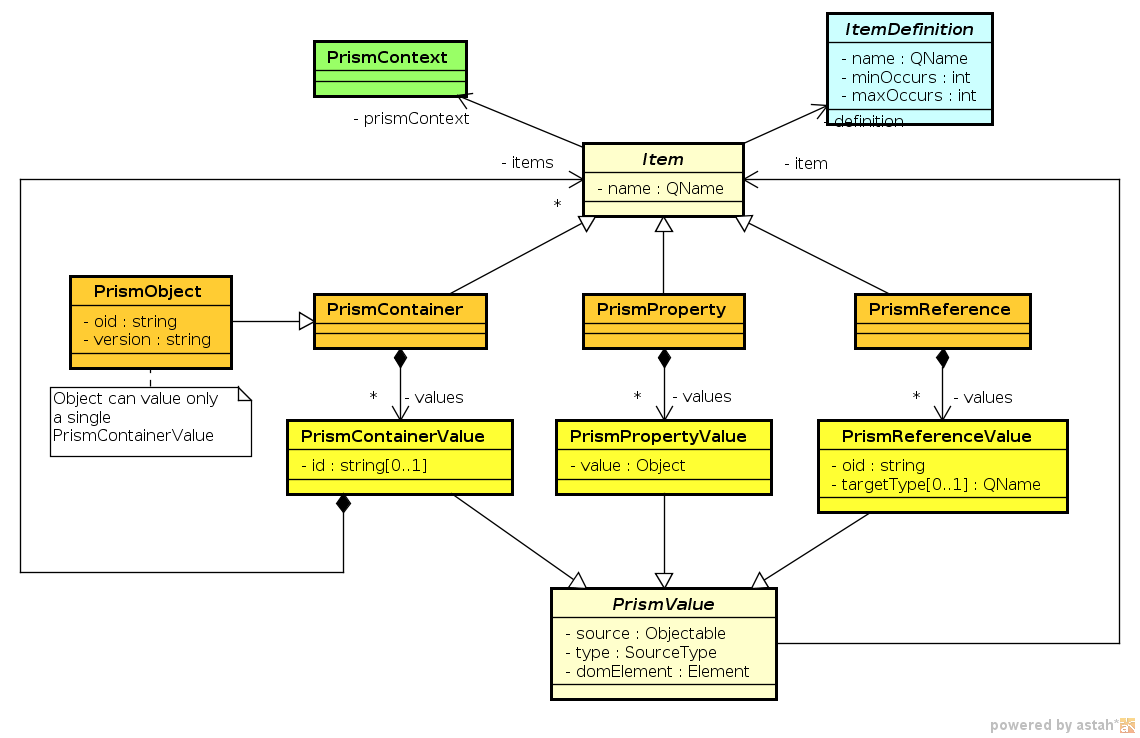 ItemDefinition
- name : QName
- minOccurs : int
- maxOccurs : int
PrismContext
- prismContext
- definition
- items
Item
- item
- name : QName
*
PrismObject
- oid : string
- version : string
PrismContainer
PrismProperty
PrismReference
Object can value only
a single
PrismContainerValue
* - values
* - values
* - values
PrismContainerValue
- id : string[0..1]
PrismPropertyValue
- value : Object
PrismReferenceValue
- oid : string
- targetType[0..1] : QName
PrismValue
- source : Objectable
- type : SourceType
- domElement : Element
powered by astah*